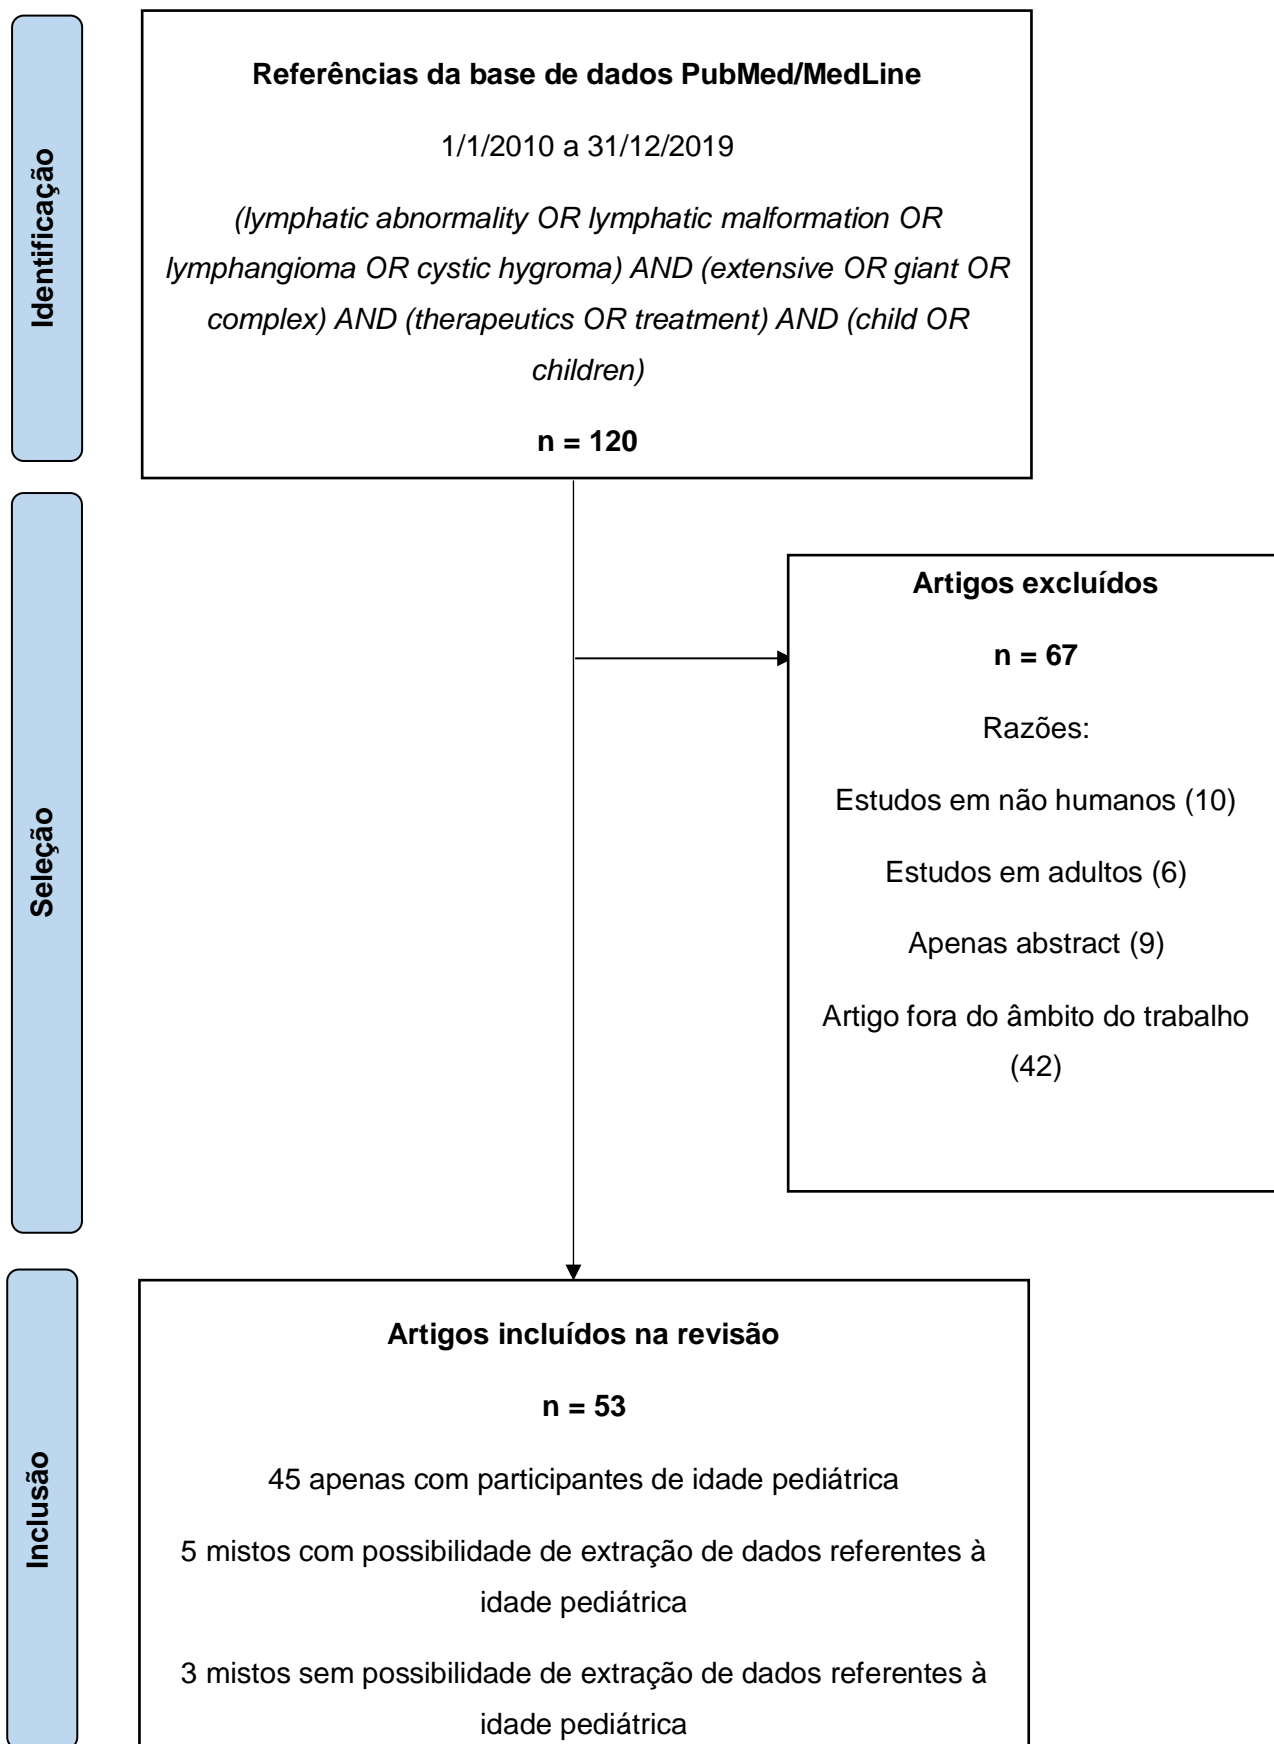 Identificação
Referências da base de dados PubMed/MedLine
1/1/2010 a 31/12/2019
(lymphatic abnormality OR lymphatic malformation OR
lymphangioma OR cystic hygroma) AND (extensive OR giant OR
complex) AND (therapeutics OR treatment) AND (child OR
children)
n = 120
Seleção
Artigos excluídos
n = 67
Razões:
Estudos em não humanos (10)
Estudos em adultos (6)
Apenas abstract (9)
Artigo fora do âmbito do trabalho
(42)
Inclusão
Artigos incluídos na revisão
n = 53
45 apenas com participantes de idade pediátrica
5 mistos com possibilidade de extração de dados referentes à
idade pediátrica
3 mistos sem possibilidade de extração de dados referentes à
idade pediátrica